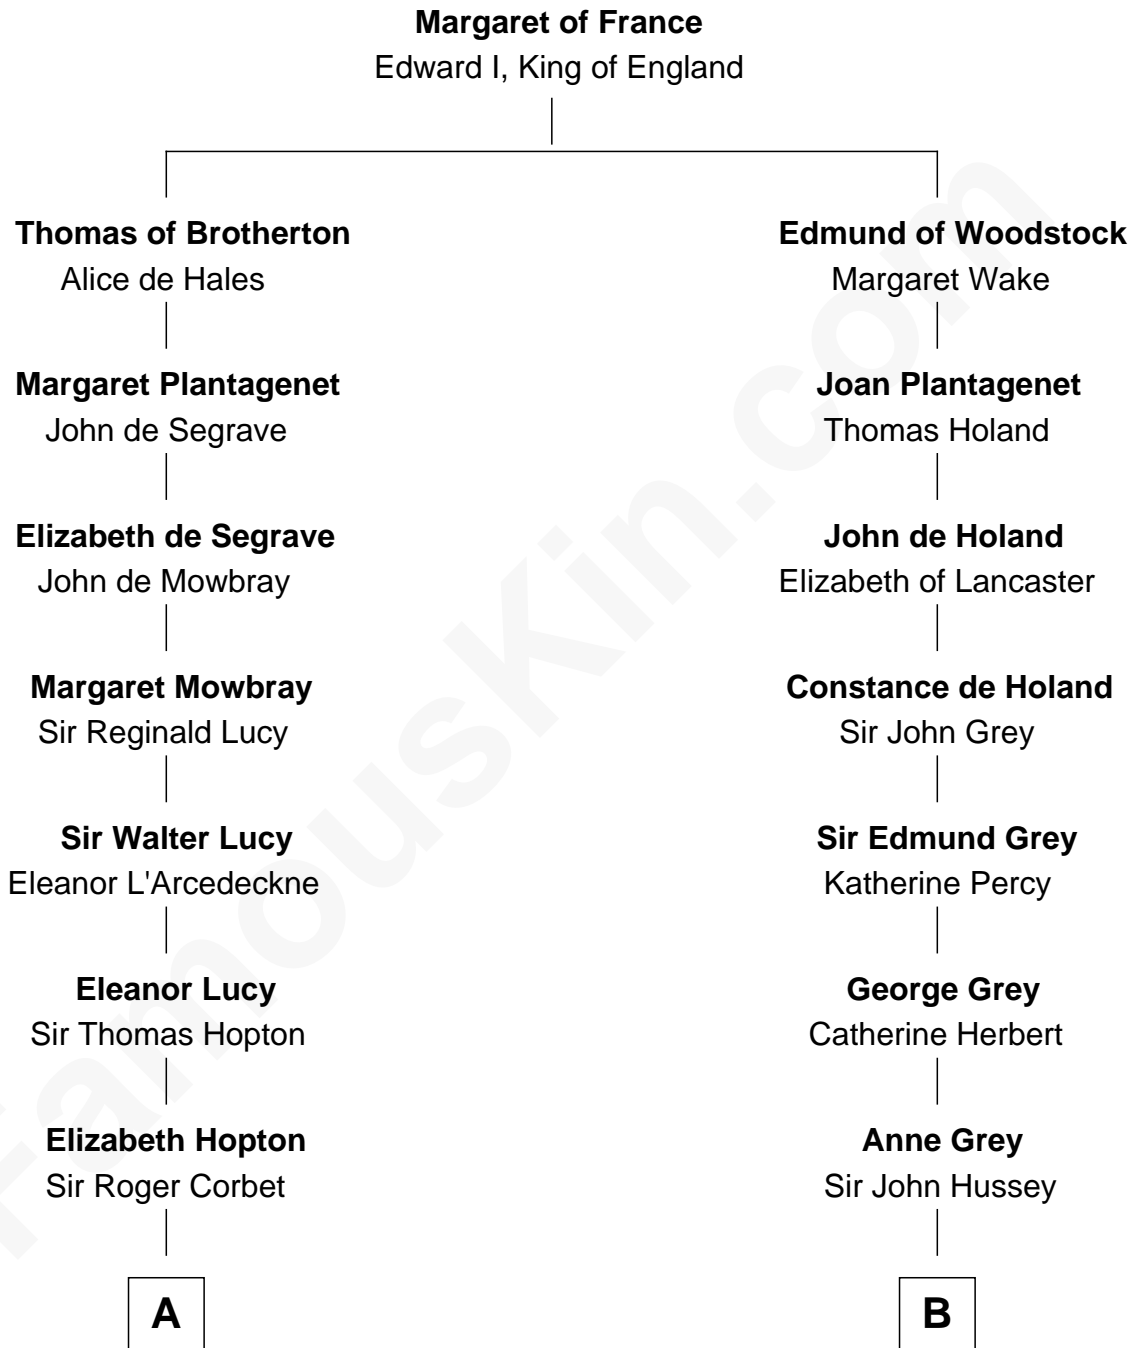 Margaret of France
Edward I, King of England
Thomas of Brotherton
Alice de Hales
Edmund of Woodstock
Margaret Wake
Margaret Plantagenet
John de Segrave
Joan Plantagenet
Thomas Holand
Elizabeth de Segrave
John de Mowbray
John de Holand
Elizabeth of Lancaster
Margaret Mowbray
Sir Reginald Lucy
Constance de Holand
Sir John Grey
Sir Walter Lucy
Eleanor L'Arcedeckne
Sir Edmund Grey
Katherine Percy
Eleanor Lucy
Sir Thomas Hopton
George Grey
Catherine Herbert
Elizabeth Hopton
Sir Roger Corbet
Anne Grey
Sir John Hussey
A
B
FamousKin.com